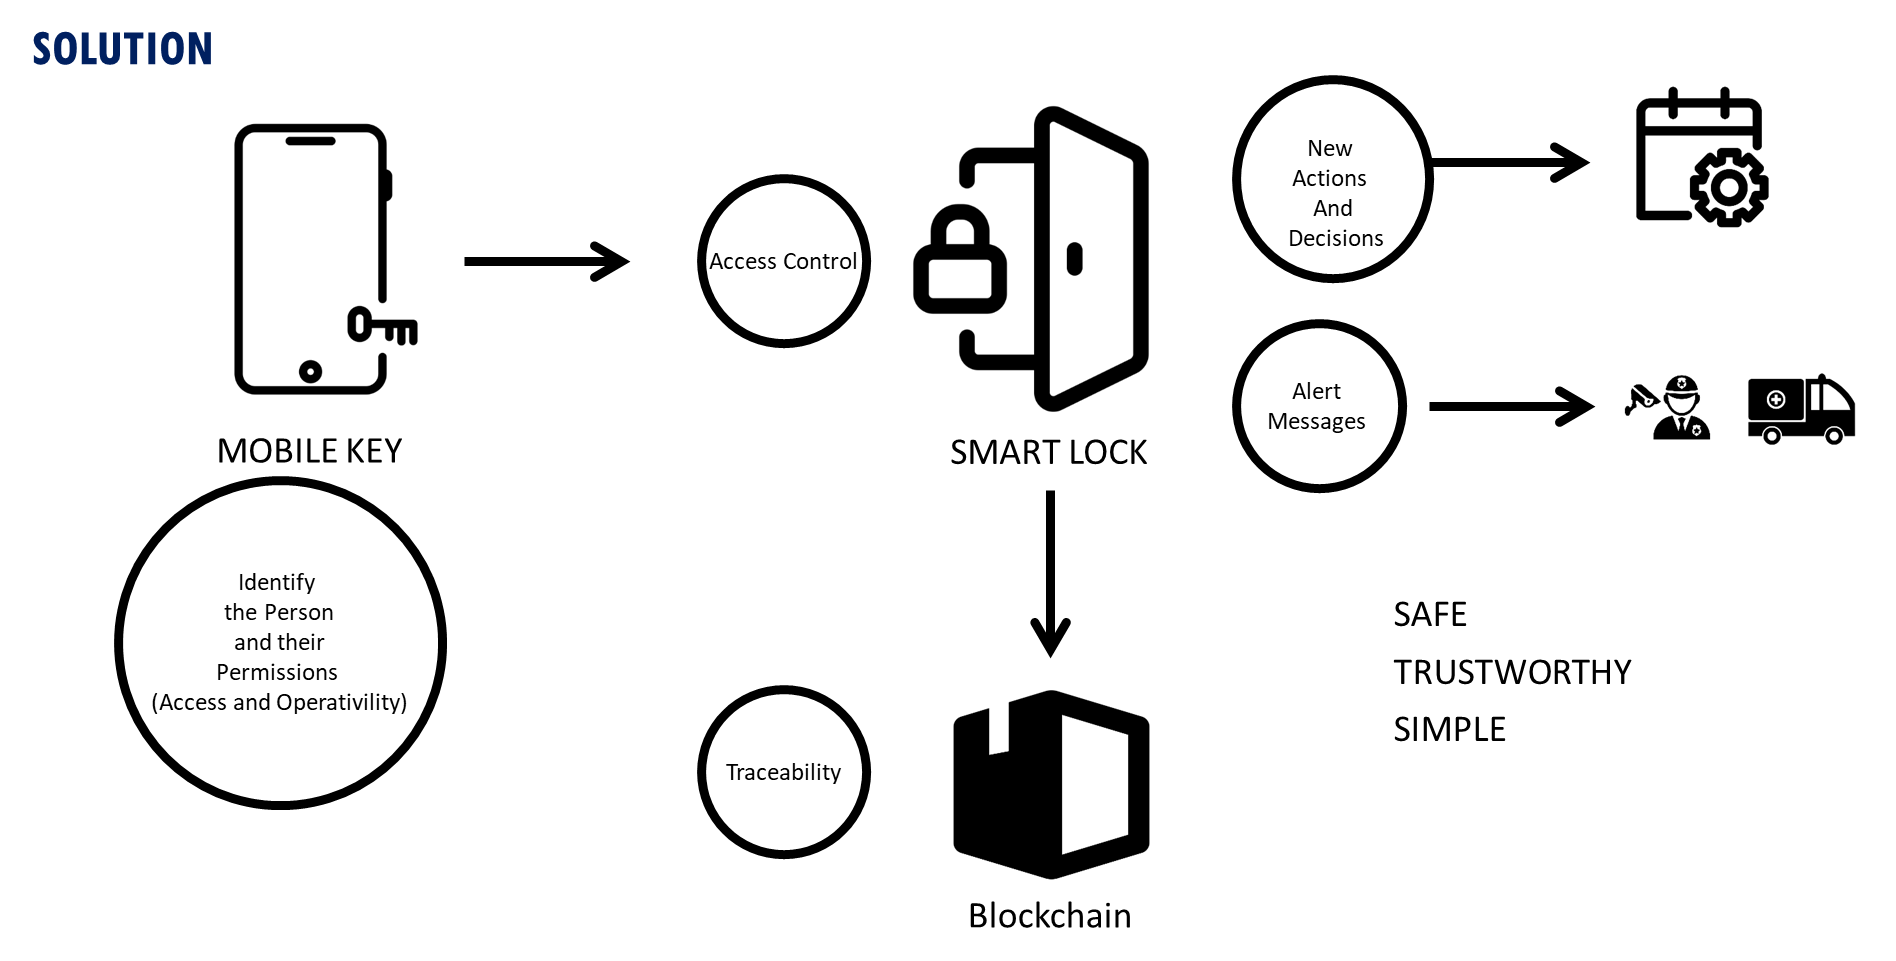 SOLUTION
MOBILE KEY
Identify
the Person
and their
Permissions
(Access and Operativility)
Access Control
SMART LOCK
New
Actions
And
Decisions
Alert
Messages
Traceability
Blockchain
SAFE
TRUSTWORTHY
SIMPLE